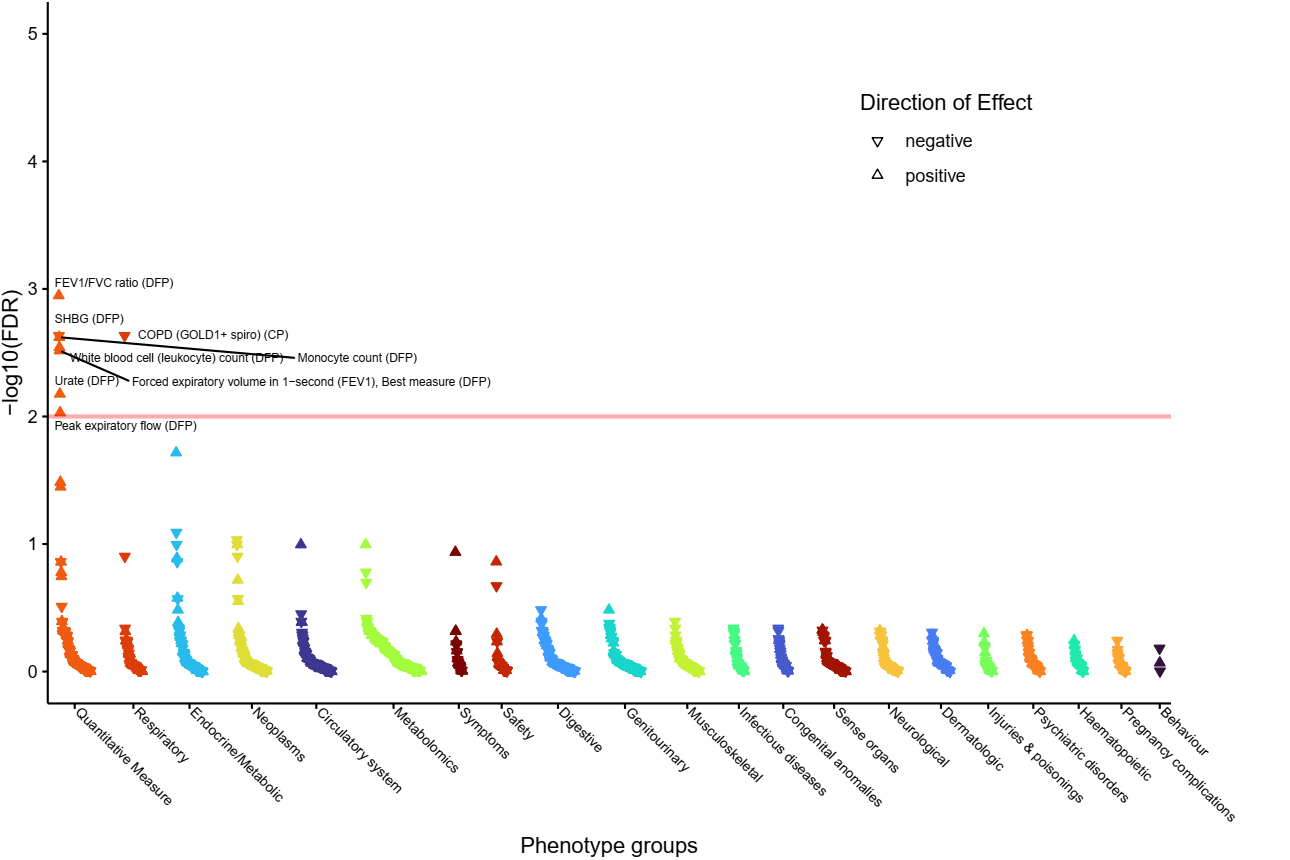 5
4
3
2
1
0
−log10(FDR)
Direction of Effect
negative
positive
FEV1/FVC ratio (DFP)
SHBG (DFP)
COPD (GOLD1+ spiro) (CP)
White blood cell (leukocyte) count (DFP)
Monocyte count (DFP)
Urate (DFP)
Forced expiratory volume in 1−second (FEV1), Best measure (DFP)
Peak expiratory flow (DFP)
Quantitative Measure
Respiratory
Endocrine/Metabolic
Neoplasms
Circulatory system
Metabolomics
Symptoms
Safety
Digestive
Genitourinary
Musculoskeletal
Infectious diseases
Congenital anomalies
Sense organs
Neurological
Dermatologic
Injuries & poisonings
Psychiatric disorders
Haematopoietic
Pregnancy complications
Behaviour
Phenotype groups